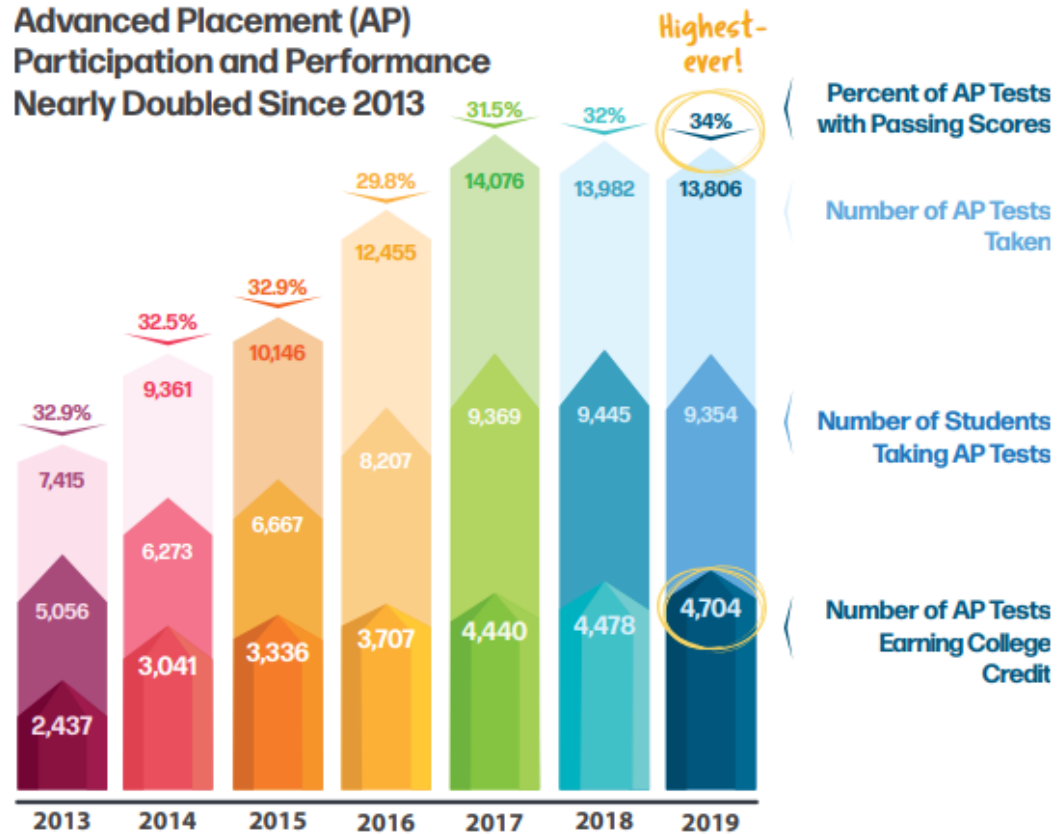 Advanced Placement (AP)
Participation and Performance
Nearly Doubled Since 2013
Highest-
ever!
Percent of AP Tests
with Passing Scores
Number of AP Tests
Taken
Number of Students
Taking AP Tests
Number of AP Tests
Earning College
Credit
32.9%
7,415
5,056
2,437
2013
32.5%
9,361
6,273
3,041
2014
32.9%
10,146
6,667
3,336
2015
29.8%
12,455
8,207
3,707
2016
31.5%
14,076
9,369
4,440
2017
32%
13,982
9,445
4,478
2018
34%
13,806
9,354
4,704
2019